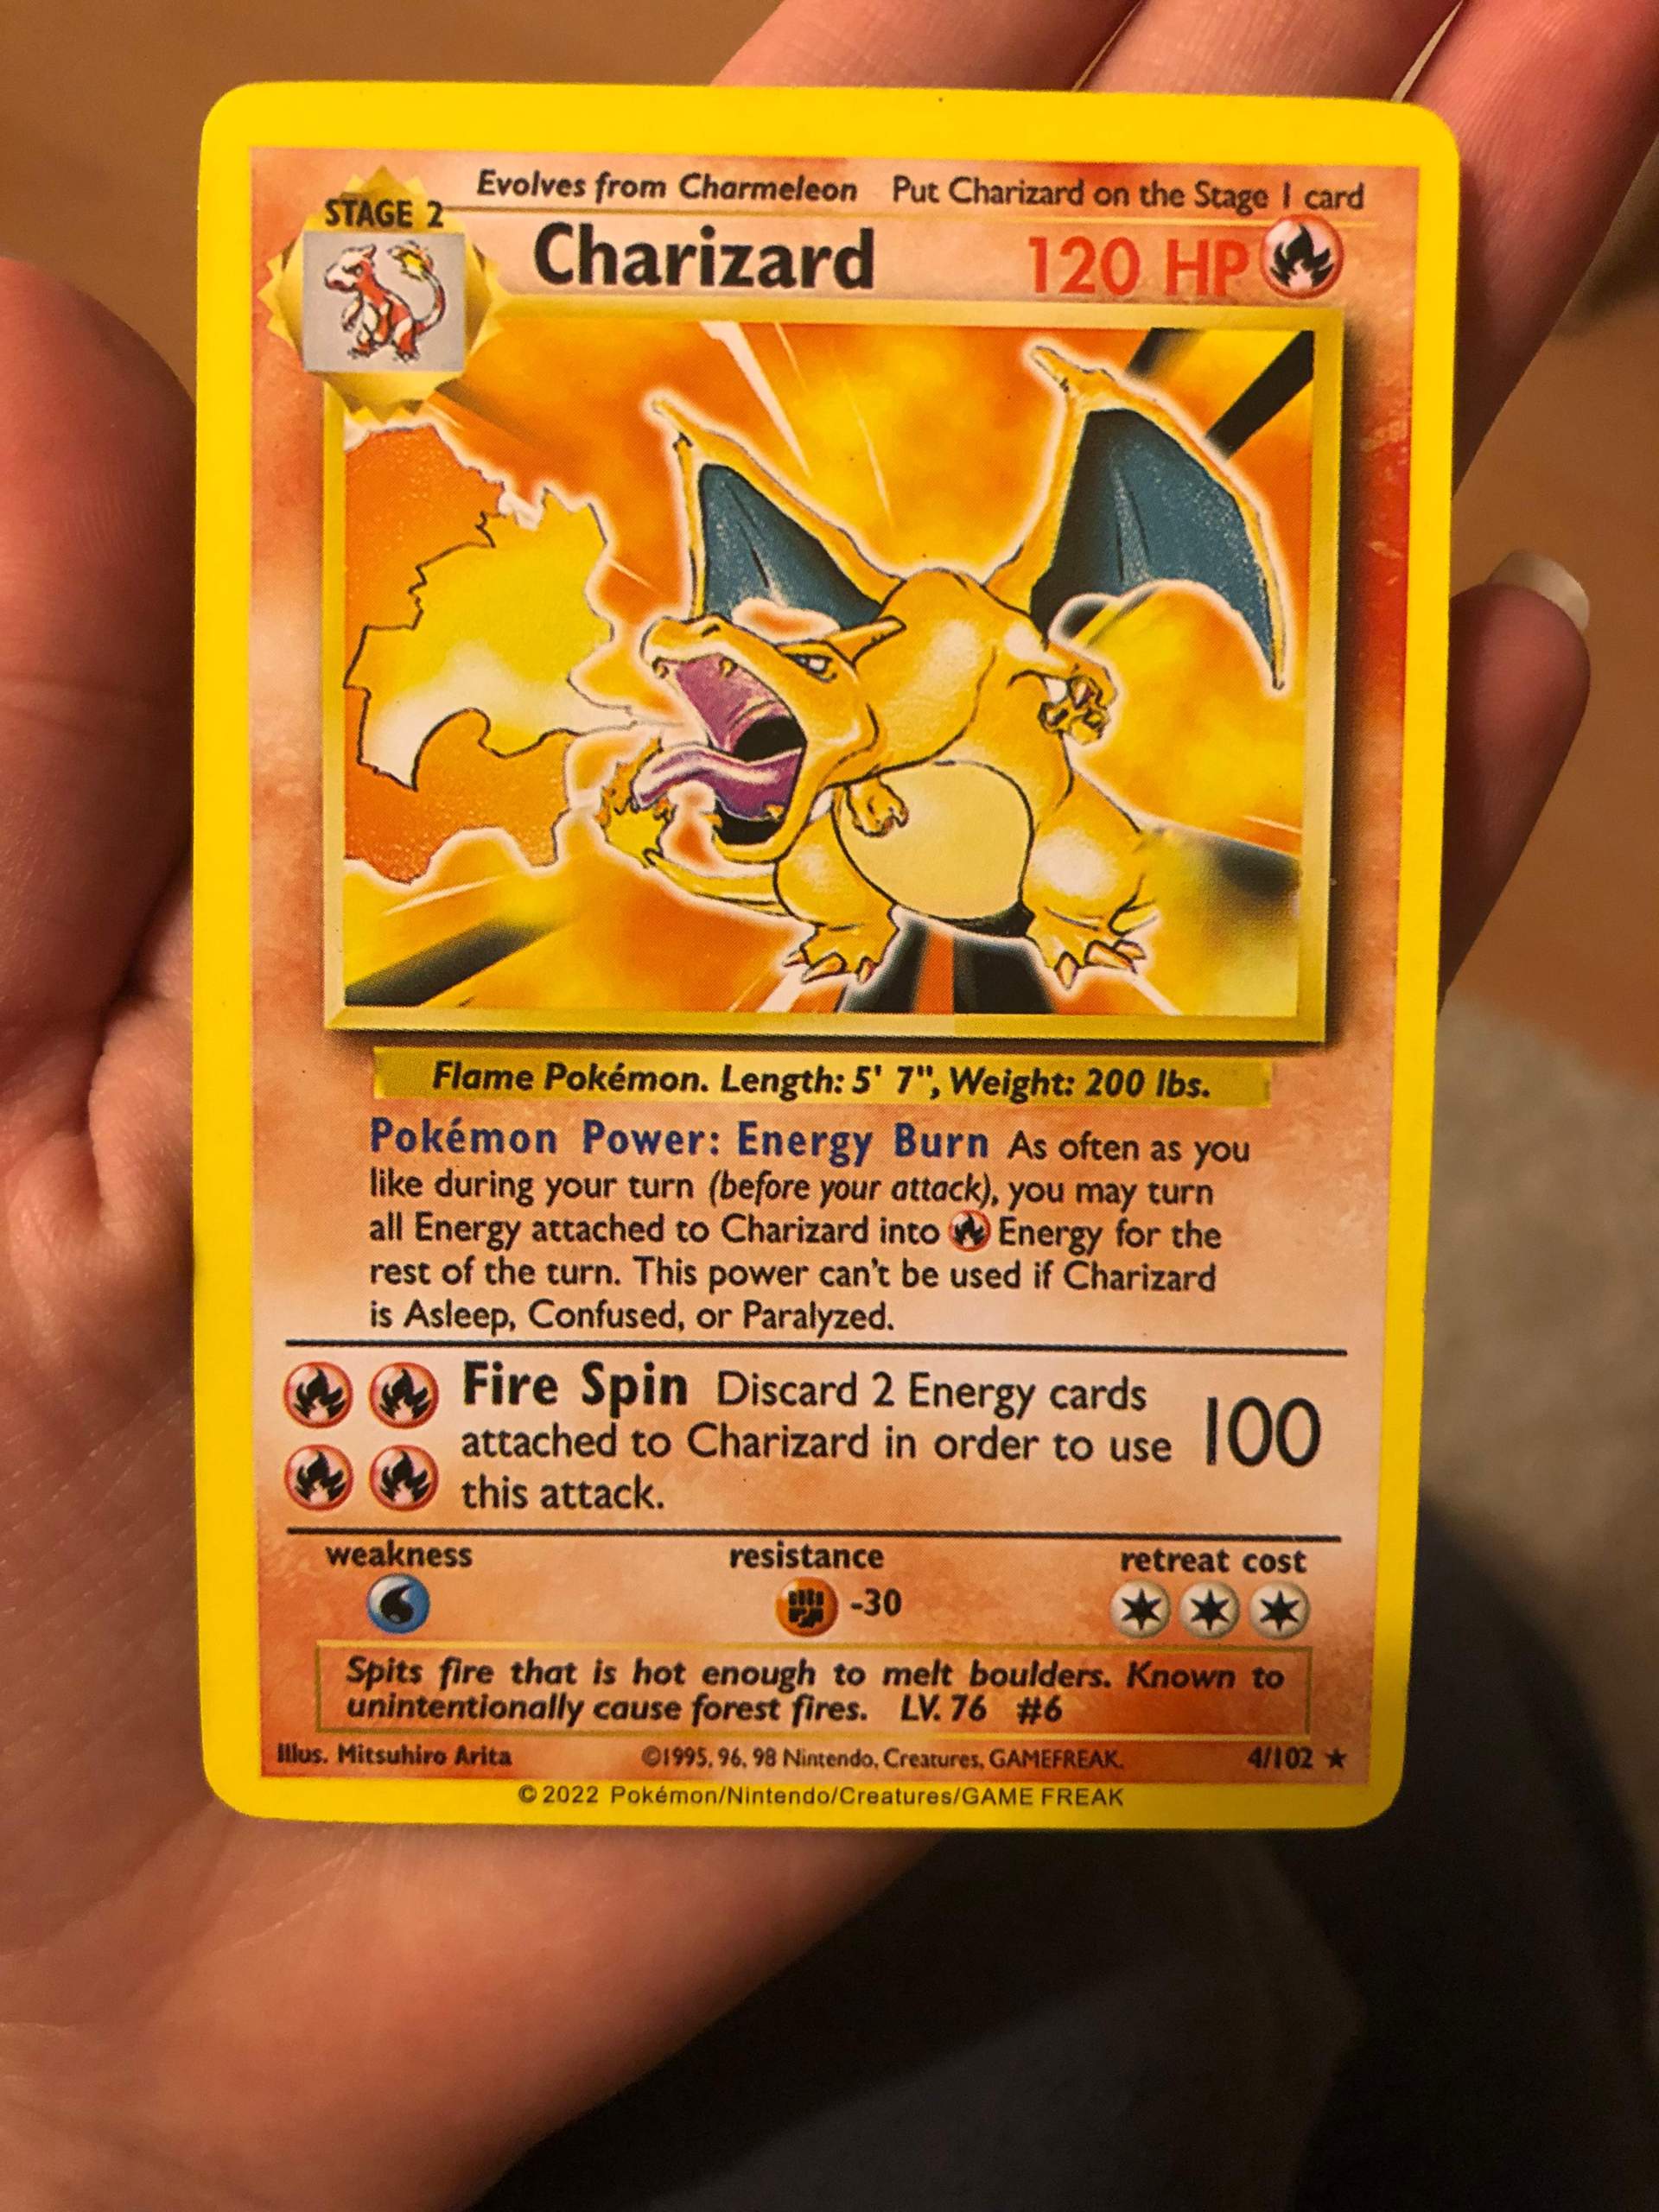 Evolves from Charmeleon Put Charizard on the Stage 1 card
STAGE 2
Charizard 120 HP
Flame Pokémon. Length: 5' 7", Weight: 200 lbs.
Pokémon Power: Energy Burn As often as you
like during your turn (before your attack), you may turn
all Energy attached to Charizard into Energy for the
rest of the turn. This power can't be used if Charizard
is Asleep, Confused, or Paralyzed.
Fire Spin Discard 2 Energy cards
attached to Charizard in order to use 100
this attack.
weakness resistance retreat cost
-30
Spits fire that is hot enough to melt boulders. Known to
unintentionally cause forest fires. LV. 76 #6
Illus. Mitsuhiro Arita ©1995, 96, 98 Nintendo, Creatures, GAMEFREAK. 4/102 ★
© 2022 Pokémon/Nintendo/Creatures/GAME FREAK